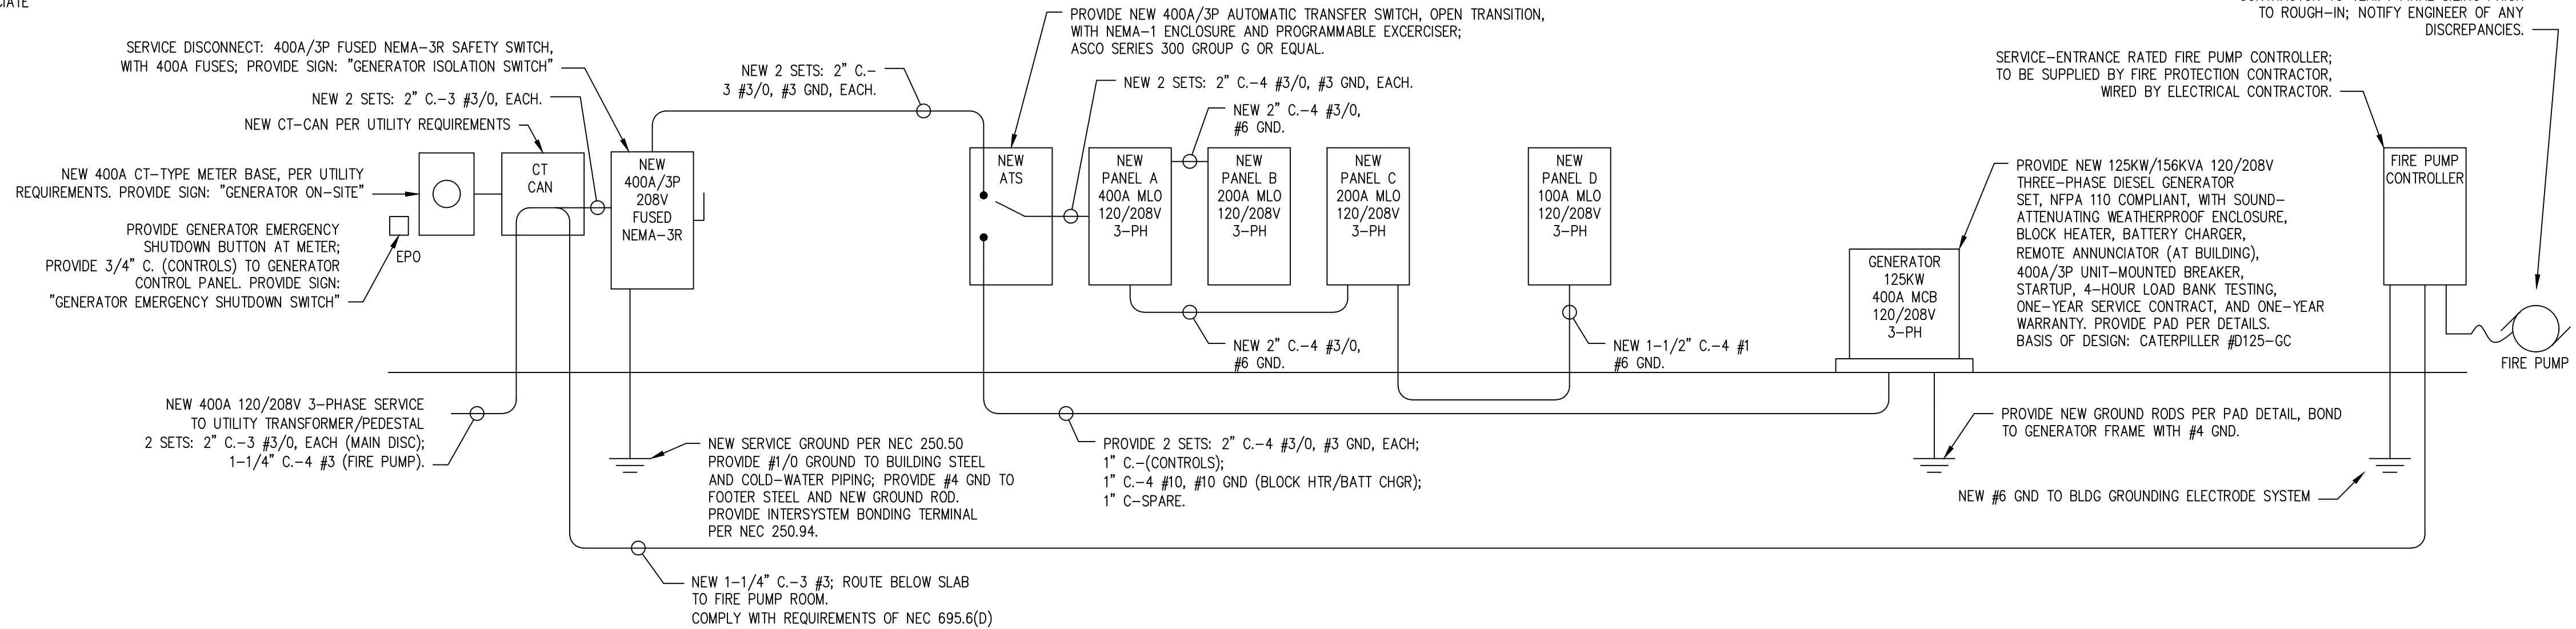 SERVICE DISCONNECT: 400A/3P FUSED NEMA-3R SAFETY SWITCH,
WITH 400A FUSES; PROVIDE SIGN: "GENERATOR ISOLATION SWITCH"
NEW 2 SETS: 2" C.-3 #3/0, EACH.
NEW CT-CAN PER UTILITY REQUIREMENTS
NEW 400A CT-TYPE METER BASE, PER UTILITY
REQUIREMENTS. PROVIDE SIGN: "GENERATOR ON-SITE"
PROVIDE GENERATOR EMERGENCY
SHUTDOWN BUTTON AT METER;
PROVIDE 3/4" C. (CONTROLS) TO GENERATOR
CONTROL PANEL. PROVIDE SIGN:
"GENERATOR EMERGENCY SHUTDOWN SWITCH"
EPO
CT
CAN
NEW
400A/3P
208V
FUSED
NEMA-3R
NEW 2 SETS: 2" C.-
3 #3/0, #3 GND, EACH.
PROVIDE NEW 400A/3P AUTOMATIC TRANSFER SWITCH, OPEN TRANSITION,
WITH NEMA-1 ENCLOSURE AND PROGRAMMABLE EXCERCISER;
ASCO SERIES 300 GROUP G OR EQUAL.
NEW 2 SETS: 2" C.-4 #3/0, #3 GND, EACH.
NEW 2" C.-4 #3/0,
#6 GND.
NEW
ATS
NEW
PANEL A
400A MLO
120/208V
3-PH
NEW
PANEL B
200A MLO
120/208V
3-PH
NEW
PANEL C
200A MLO
120/208V
3-PH
NEW
PANEL D
100A MLO
120/208V
3-PH
NEW 2" C.-4 #3/0,
#6 GND.
NEW 1-1/2" C.-4 #1
#6 GND.
GENERATOR
125KW
400A MCB
120/208V
3-PH
PROVIDE NEW 125KW/156KVA 120/208V
THREE-PHASE DIESEL GENERATOR
SET, NFPA 110 COMPLIANT, WITH SOUND-
ATTENUATING WEATHERPROOF ENCLOSURE,
BLOCK HEATER, BATTERY CHARGER,
REMOTE ANNUNCIATOR (AT BUILDING),
400A/3P UNIT-MOUNTED BREAKER,
STARTUP, 4-HOUR LOAD BANK TESTING,
ONE-YEAR SERVICE CONTRACT, AND ONE-YEAR
WARRANTY. PROVIDE PAD PER DETAILS.
BASIS OF DESIGN: CATERPILLER #D125-GC
TO ROUGH-IN; NOTIFY ENGINEER OF ANY
DISCREPANCIES.
SERVICE-ENTRANCE RATED FIRE PUMP CONTROLLER;
TO BE SUPPLIED BY FIRE PROTECTION CONTRACTOR,
WIRED BY ELECTRICAL CONTRACTOR.
FIRE PUMP
CONTROLLER
FIRE PUMP
NEW 400A 120/208V 3-PHASE SERVICE
TO UTILITY TRANSFORMER/PEDESTAL
2 SETS: 2" C.-3 #3/0, EACH (MAIN DISC);
1-1/4" C.-4 #3 (FIRE PUMP).
NEW SERVICE GROUND PER NEC 250.50
PROVIDE #1/0 GROUND TO BUILDING STEEL
AND COLD-WATER PIPING; PROVIDE #4 GND TO
FOOTER STEEL AND NEW GROUND ROD.
PROVIDE INTERSYSTEM BONDING TERMINAL
PER NEC 250.94.
PROVIDE 2 SETS: 2" C.-4 #3/0, #3 GND, EACH;
1" C.-(CONTROLS);
1" C.-4 #10, #10 GND (BLOCK HTR/BATT CHGR);
1" C-SPARE.
PROVIDE NEW GROUND RODS PER PAD DETAIL, BOND
TO GENERATOR FRAME WITH #4 GND.
NEW #6 GND TO BLDG GROUNDING ELECTRODE SYSTEM
NEW 1-1/4" C.-3 #3; ROUTE BELOW SLAB
TO FIRE PUMP ROOM.
COMPLY WITH REQUIREMENTS OF NEC 695.6(D)